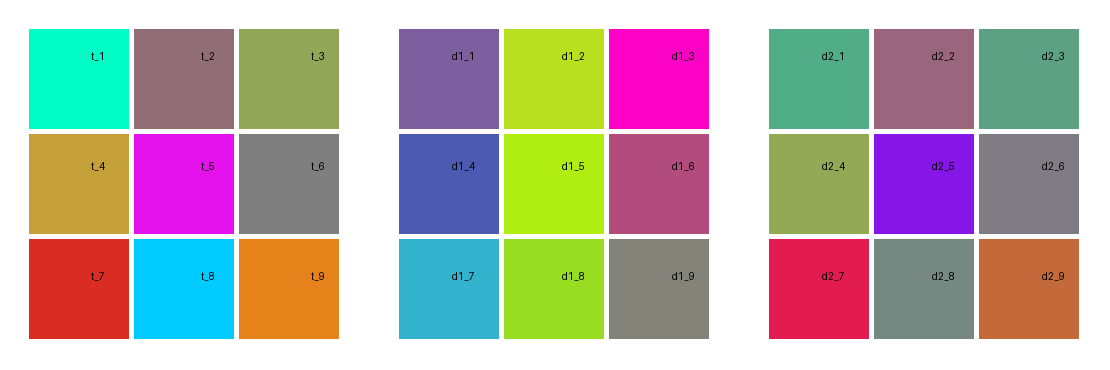 t_1 t_2 t_3 d1_1 d1_2 d1_3 d2_1 d2_2 d2_3
t_4 t_5 t_6 d1_4 d1_5 d1_6 d2_4 d2_5 d2_6
t_7 t_8 t_9 d1_7 d1_8 d1_9 d2_7 d2_8 d2_9